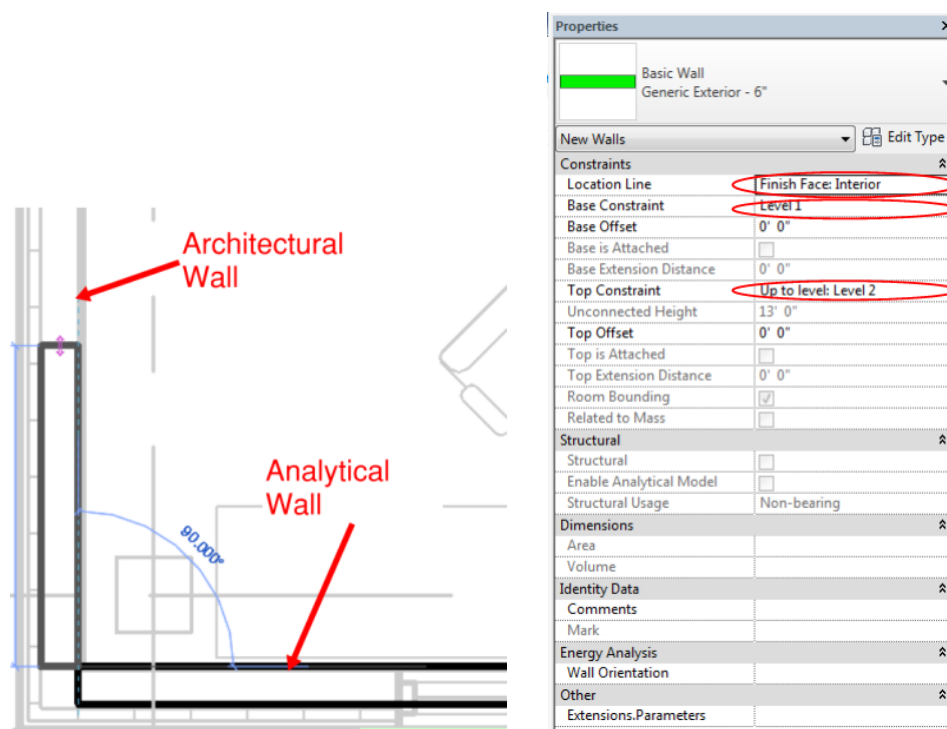 Architectural
Wall
Analytical
Wall
90.000°
Properties
Basic Wall
Generic Exterior - 6"
New Walls
Edit Type
Constraints
Location Line Finish Face: Interior
Base Constraint Level 1
Base Offset 0' 0"
Base is Attached
Base Extension Distance 0' 0"
Top Constraint Up to level: Level 2
Unconnected Height 13' 0"
Top Offset 0' 0"
Top is Attached
Top Extension Distance 0' 0"
Room Bounding
Related to Mass
Structural
Structural
Enable Analytical Model
Structural Usage Non-bearing
Dimensions
Area
Volume
Identity Data
Comments
Mark
Energy Analysis
Wall Orientation
Other
Extensions.Parameters